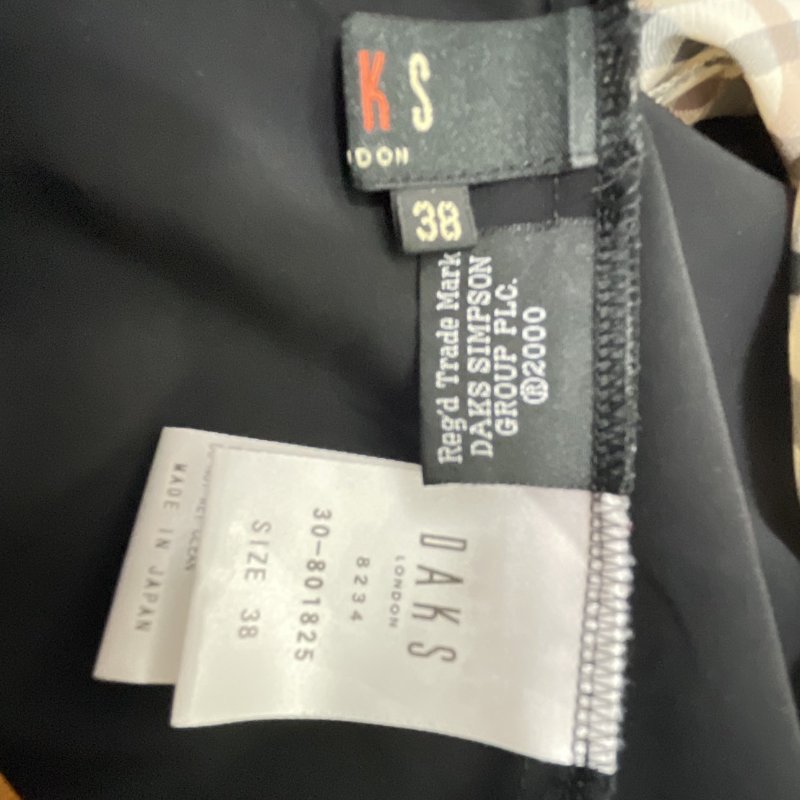 KS
DON
38
Reg'd Trade Mark
DAKS SIMPSON
GROUP PLC.
®2000
DAKS
LONDON
8234
30-801825
SIZE 38
MADE IN JAPAN